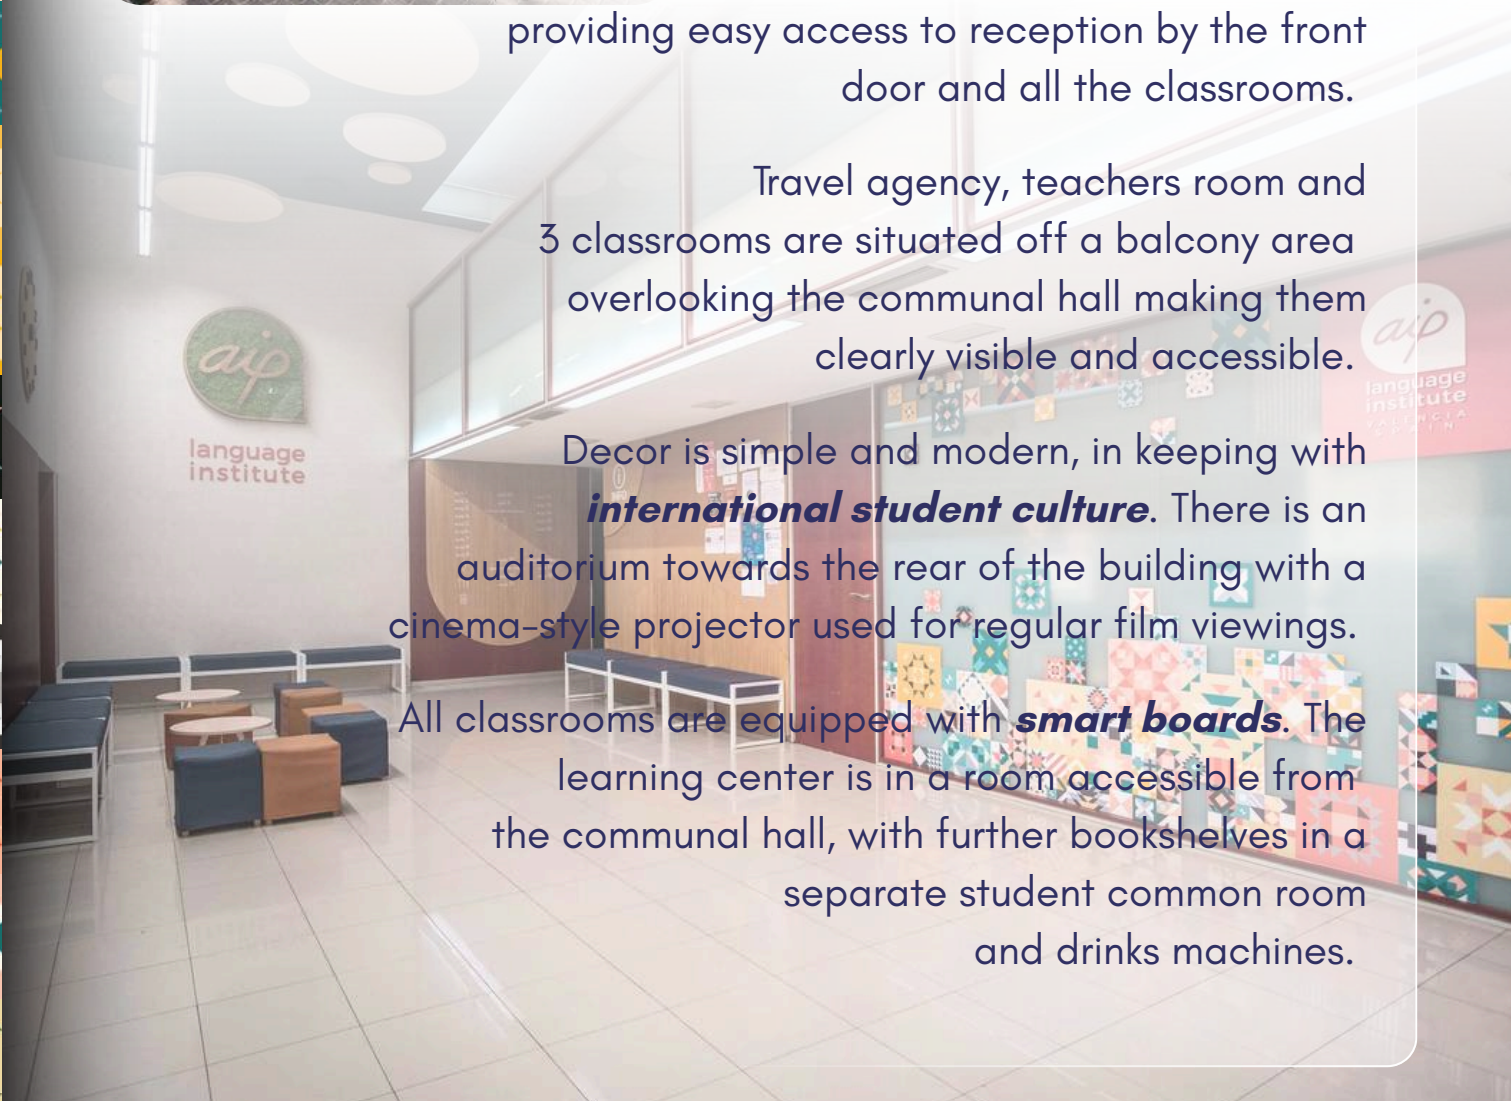 providing easy access to reception by the front
door and all the classrooms.
Travel agency, teachers room and
3 classrooms are situated off a balcony area
overlooking the communal hall making them
clearly visible and accessible.
Decor is simple and modern, in keeping with
international student culture. There is an
auditorium towards the rear of the building with a
cinema-style projector used for regular film viewings.
All classrooms are equipped with smart boards. The
learning center is in a room accessible from
the communal hall, with further bookshelves in a
separate student common room
and drinks machines.
aip
language
institute
aip
language
institute
VALENCIA
SPAIN